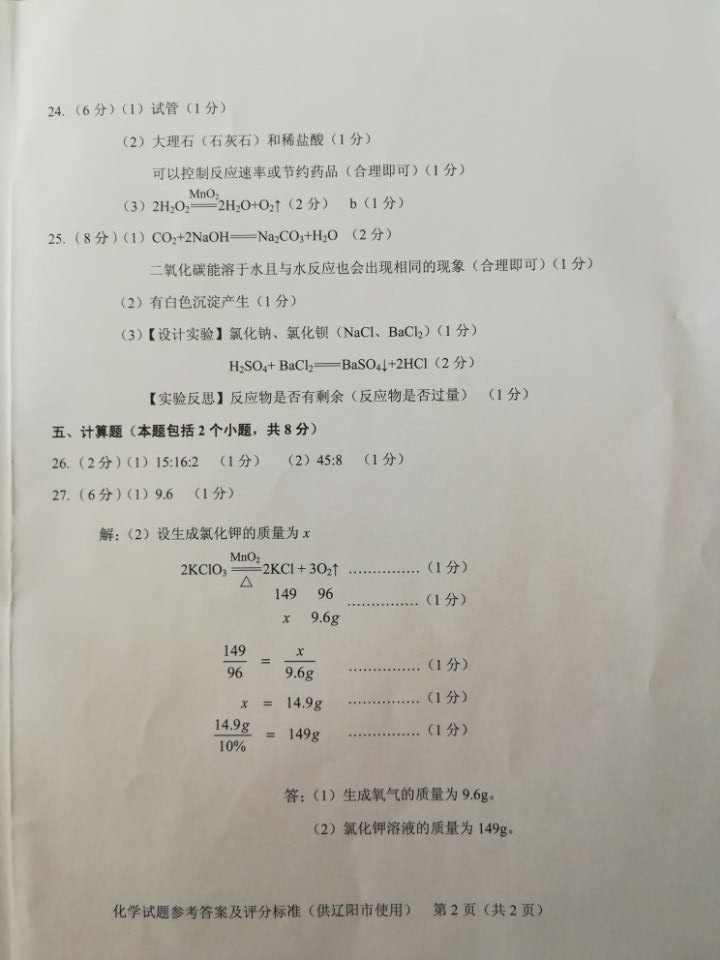 24.（6 分）（1）试管（1 分）
（2）大理石（石灰石）和稀盐酸（1 分）
可以控制反应速率或节约药品（合理即可）（1 分）
MnO₂
（3）2H₂O₂══2H₂O+O₂↑（2 分） b（1 分）
25.（8 分）（1）CO₂+2NaOH══Na₂CO₃+H₂O （2 分）
二氧化碳能溶于水且与水反应也会出现相同的现象（合理即可）（1 分）
（2）有白色沉淀产生（1 分）
（3）【设计实验】氯化钠、氯化钡（NaCl、BaCl₂）（1 分）
H₂SO₄+ BaCl₂══BaSO₄↓+2HCl（2 分）
【实验反思】反应物是否有剩余（反应物是否过量） （1 分）
五、计算题（本题包括 2 个小题，共 8 分）
26.（2 分）（1）15:16:2 （1 分） （2）45:8 （1 分）
27.（6 分）（1）9.6 （1 分）
解：（2）设生成氯化钾的质量为 x
MnO₂
2KClO₃══2KCl + 3O₂↑ ……………（1 分）
△
149 96 ……………（1 分）
x 9.6g
149/96 = x/9.6g ……………（1 分）
x = 14.9g ……………（1 分）
14.9g/10% = 149g ……………（1 分）
答：（1）生成氧气的质量为 9.6g。
（2）氯化钾溶液的质量为 149g。
化学试题参考答案及评分标准（供辽阳市使用） 第 2 页（共 2 页）